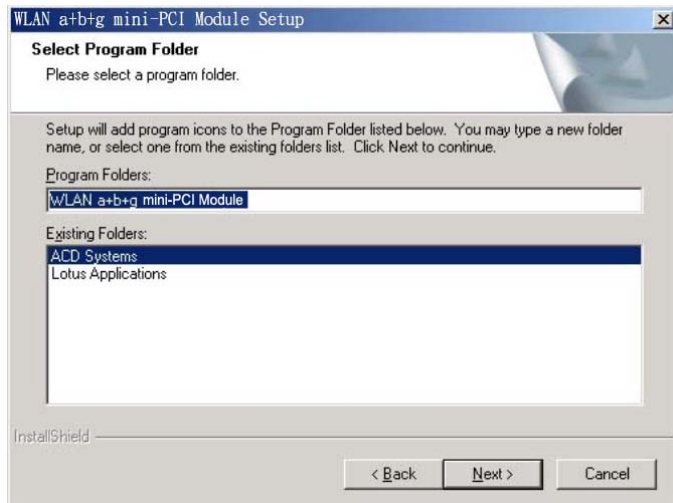 WLAN a+b+g mini-PCI Module Setup
Select Program Folder
Please select a program folder.
Setup will add program icons to the Program Folder listed below. You may type a new folder
name, or select one from the existing folders list. Click Next to continue.
Program Folders:
WLAN a+b+g mini-PCI Module
Existing Folders:
ACD Systems
Lotus Applications
InstallShield
< Back Next > Cancel